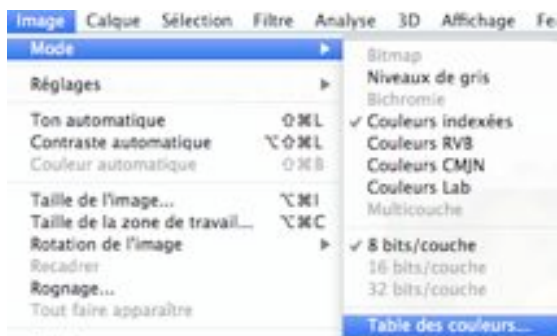 Image Calque Sélection Filtre Analyse 3D Affichage Fe
Mode
Réglages
Ton automatique ⇧⌘L
Contraste automatique ⌥⇧⌘L
Couleur automatique ⇧⌘B
Taille de l'image... ⌥⌘I
Taille de la zone de travail... ⌥⌘C
Rotation de l'image
Recadrer
Rognage...
Tout faire apparaître
Bitmap
Niveaux de gris
Bichromie
✓ Couleurs indexées
Couleurs RVB
Couleurs CMJN
Couleurs Lab
Multicouche
✓ 8 bits/couche
16 bits/couche
32 bits/couche
Table des couleurs...